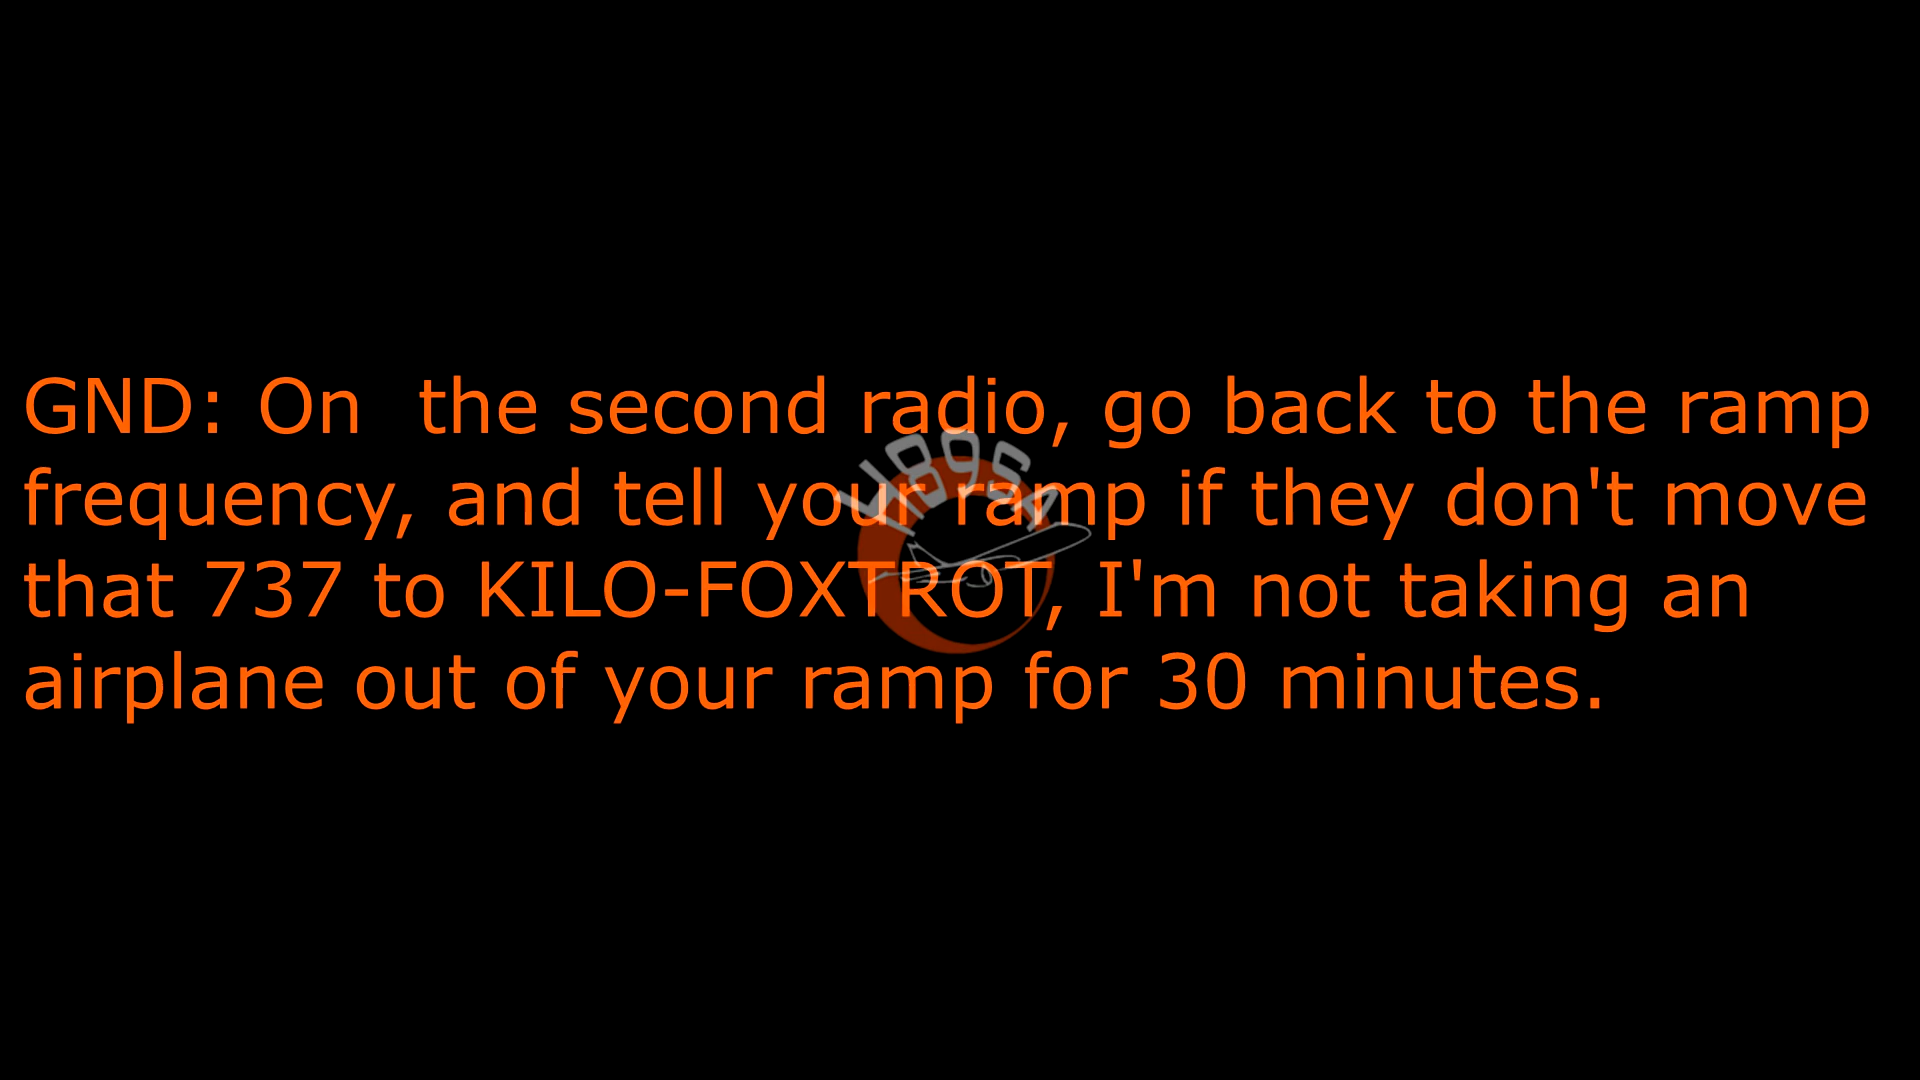 GND: On  the second radio, go back to the ramp
frequency, and tell your ramp if they don't move
that 737 to KILO-FOXTROT, I'm not taking an
airplane out of your ramp for 30 minutes.
H89SA